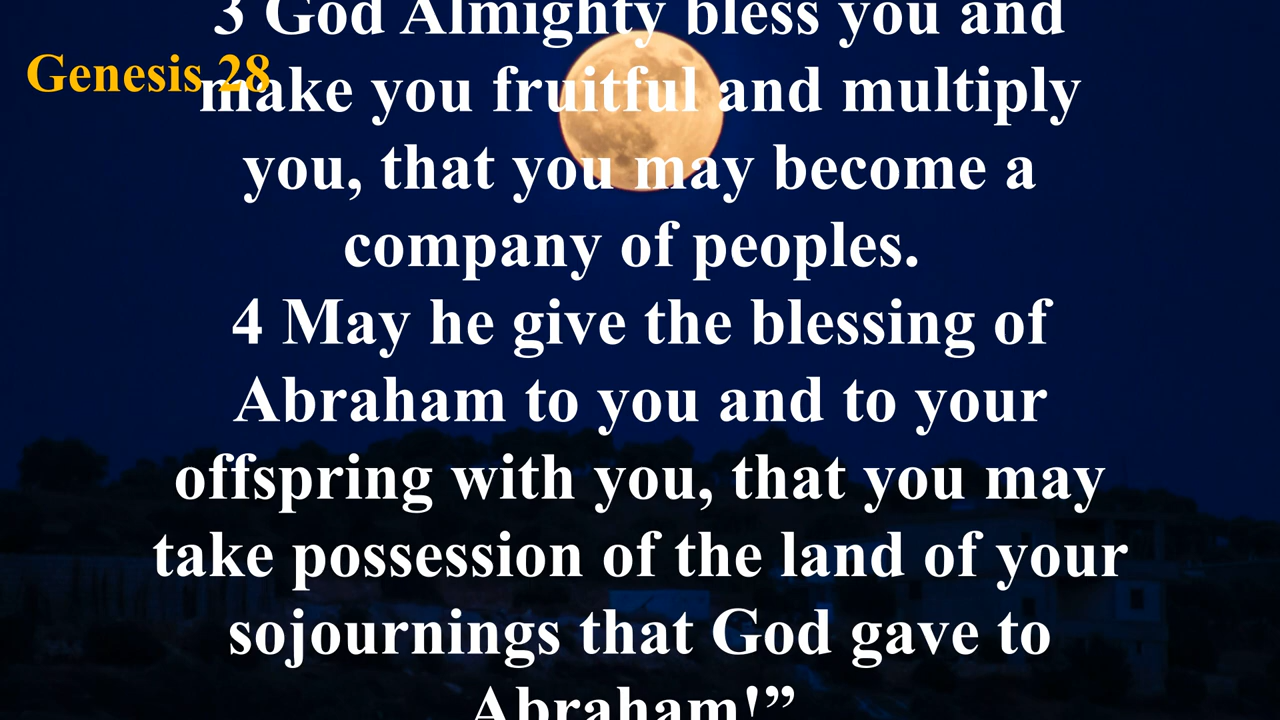 3 God Almighty bless you and
Genesis 28
make you fruitful and multiply
you, that you may become a
company of peoples.
4 May he give the blessing of
Abraham to you and to your
offspring with you, that you may
take possession of the land of your
sojournings that God gave to
Abraham!”